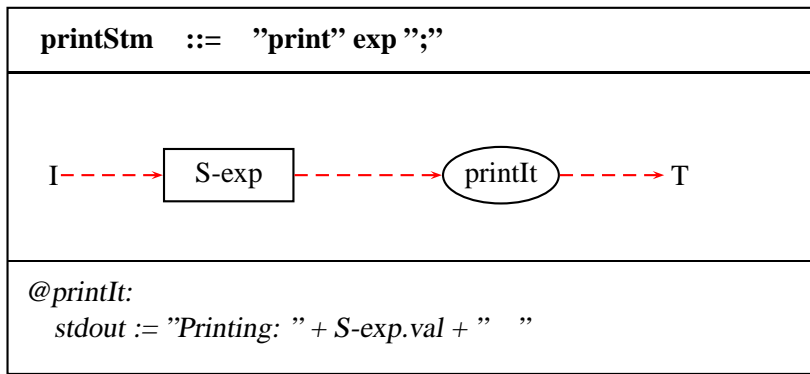 printStm ::= ”print” exp ”;”
I S-exp printIt T
@printIt:
stdout := ”Printing: ” + S-exp.val + ” ”